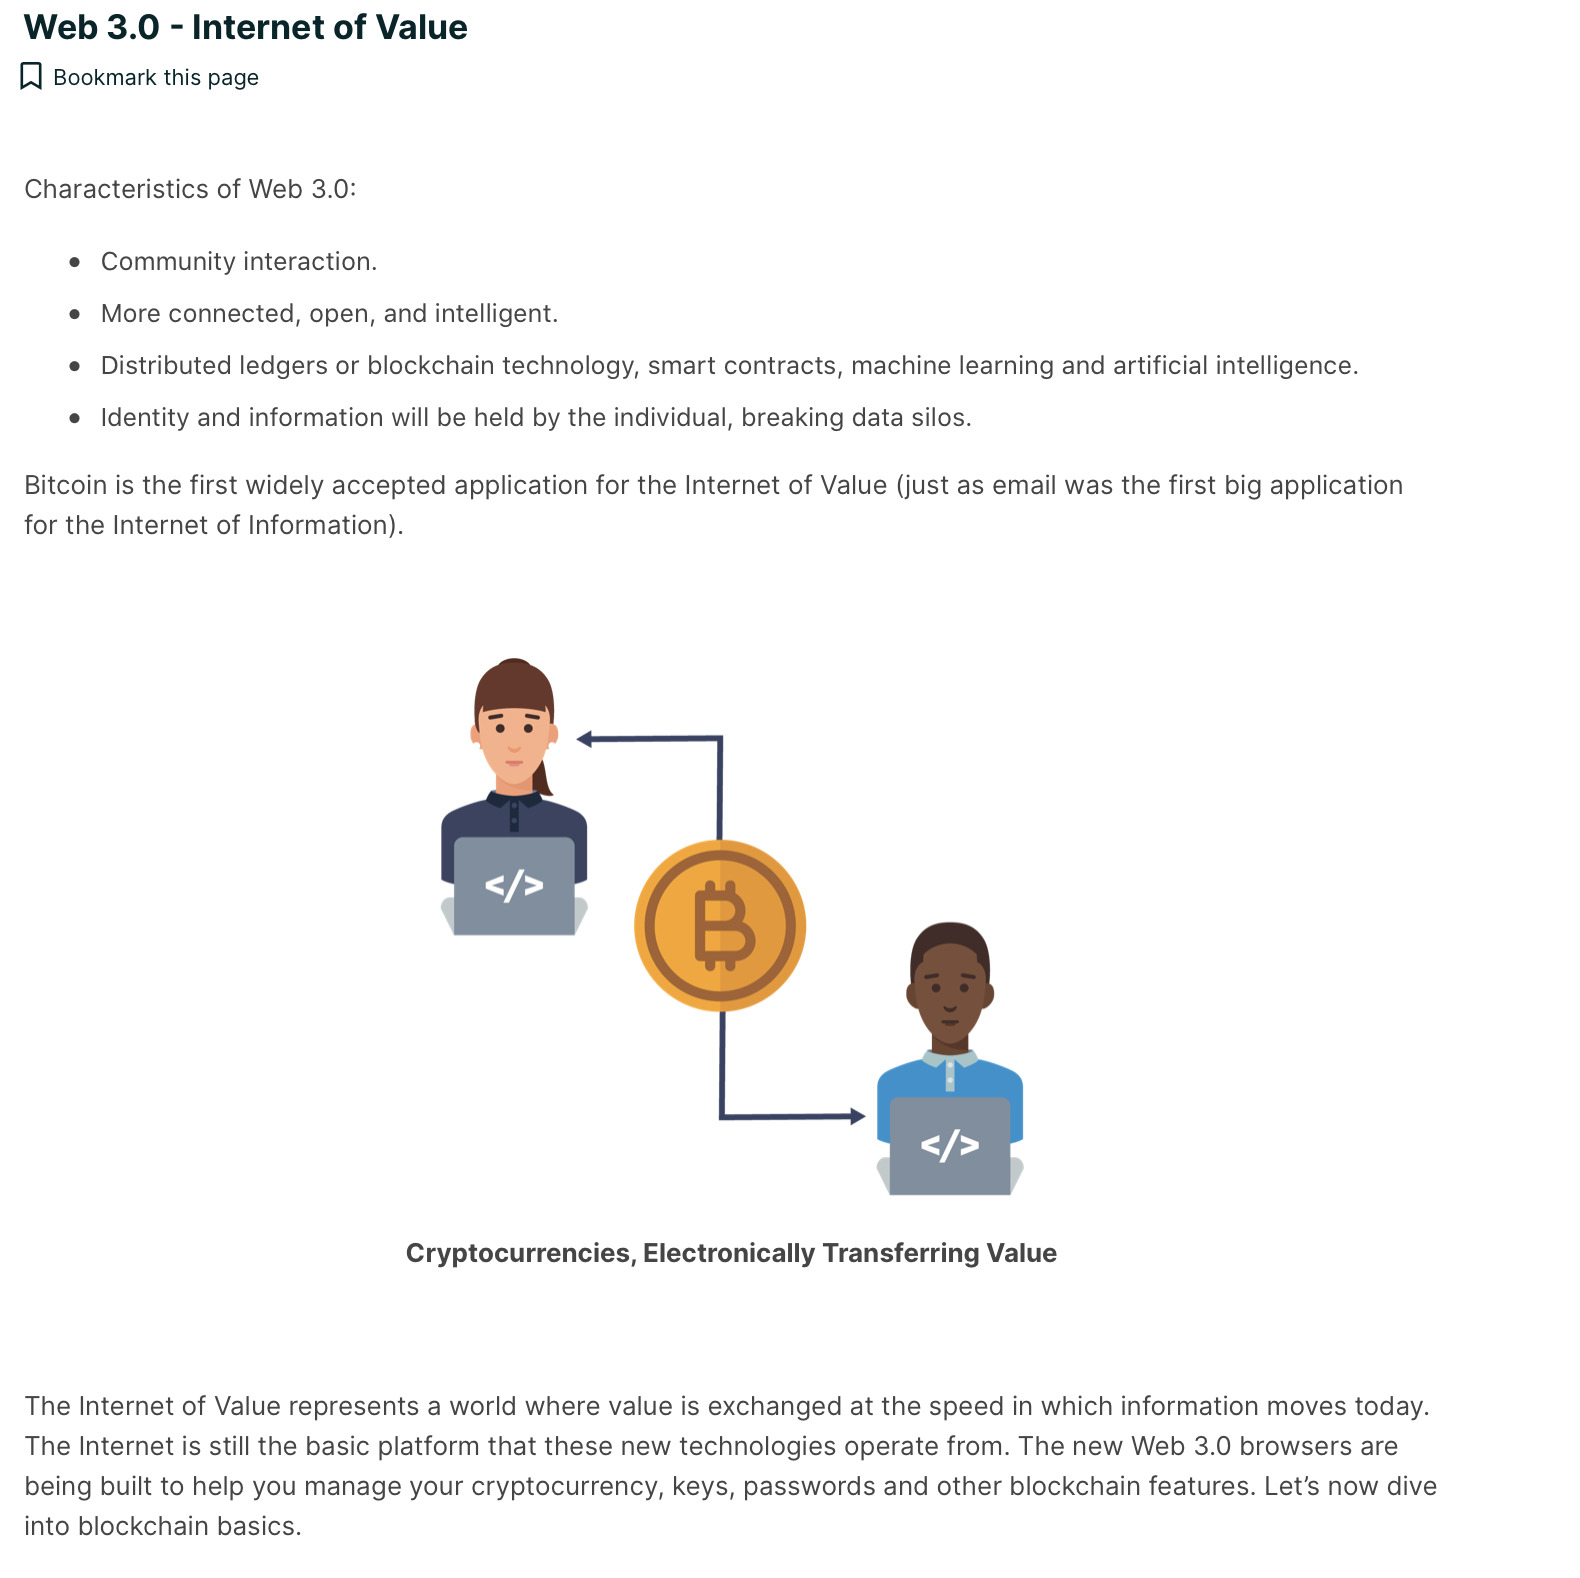 Web 3.0 - Internet of Value
Bookmark this page
Characteristics of Web 3.0:
Community interaction.
More connected, open, and intelligent.
Distributed ledgers or blockchain technology, smart contracts, machine learning and artificial intelligence.
Identity and information will be held by the individual, breaking data silos.
Bitcoin is the first widely accepted application for the Internet of Value (just as email was the first big application
for the Internet of Information).
</>
</>
Cryptocurrencies, Electronically Transferring Value
The Internet of Value represents a world where value is exchanged at the speed in which information moves today.
The Internet is still the basic platform that these new technologies operate from. The new Web 3.0 browsers are
being built to help you manage your cryptocurrency, keys, passwords and other blockchain features. Let’s now dive
into blockchain basics.